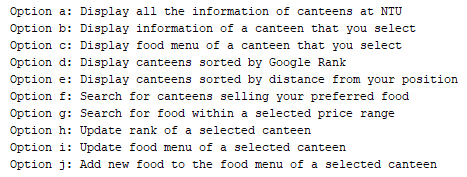 Option a: Display all the information of canteens at NTU
Option b: Display information of a canteen that you select
Option c: Display food menu of a canteen that you select
Option d: Display canteens sorted by Google Rank
Option e: Display canteens sorted by distance from your position
Option f: Search for canteens selling your preferred food
Option g: Search for food within a selected price range
Option h: Update rank of a selected canteen
Option i: Update food menu of a selected canteen
Option j: Add new food to the food menu of a selected canteen